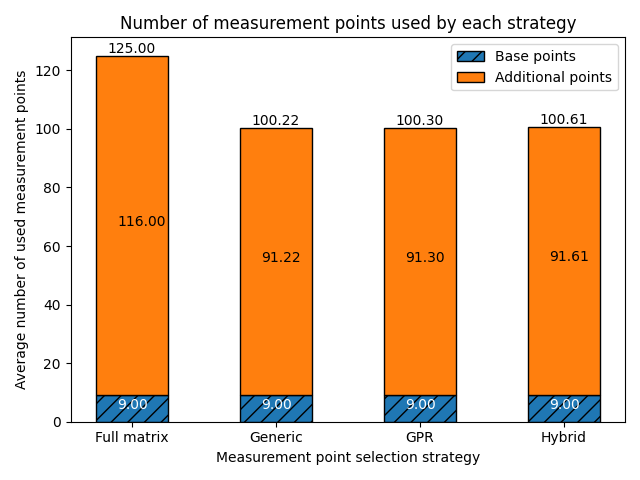 Number of measurement points used by each strategy
Average number of used measurement points
120
100
80
60
40
20
0
Base points
Additional points
125.00
100.22
100.30
100.61
116.00
91.22
91.30
91.61
9.00
9.00
9.00
9.00
Full matrix
Generic
GPR
Hybrid
Measurement point selection strategy